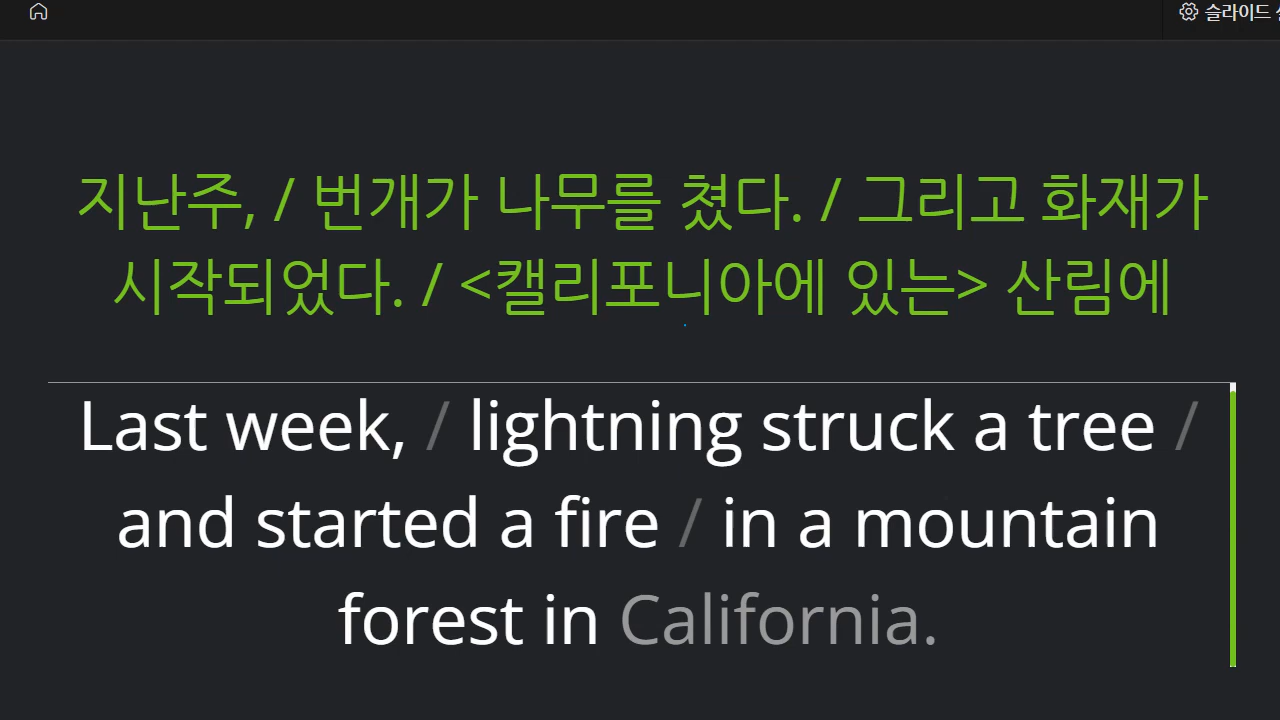 슬라이드
지난주, / 번개가 나무를 쳤다. / 그리고 화재가
시작되었다. / <캘리포니아에 있는> 산림에
Last week, / lightning struck a tree /
and started a fire / in a mountain
forest in California.